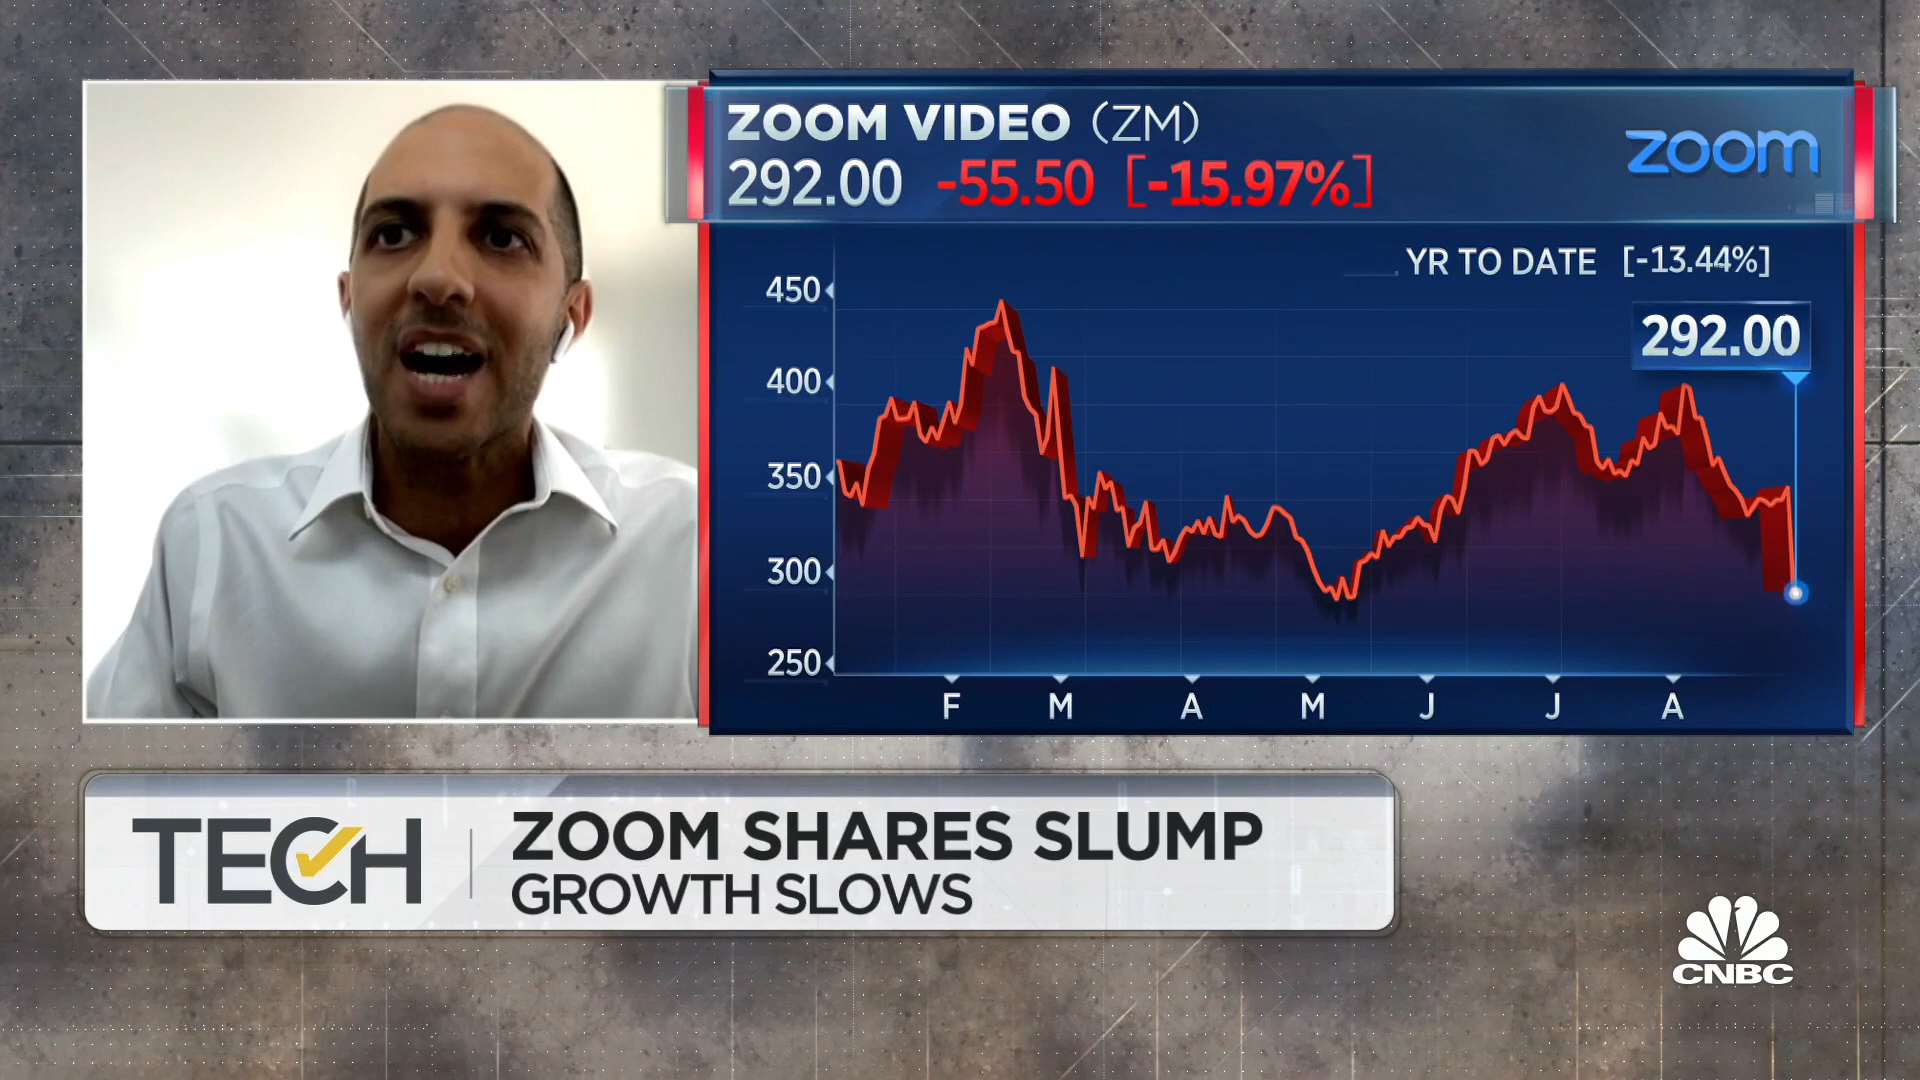 ZOOM VIDEO (ZM)
292.00 -55.50 [-15.97%]
zoom
YR TO DATE [-13.44%]
292.00
450
400
350
300
250
F M A M J J A
TECH
ZOOM SHARES SLUMP
GROWTH SLOWS
CNBC